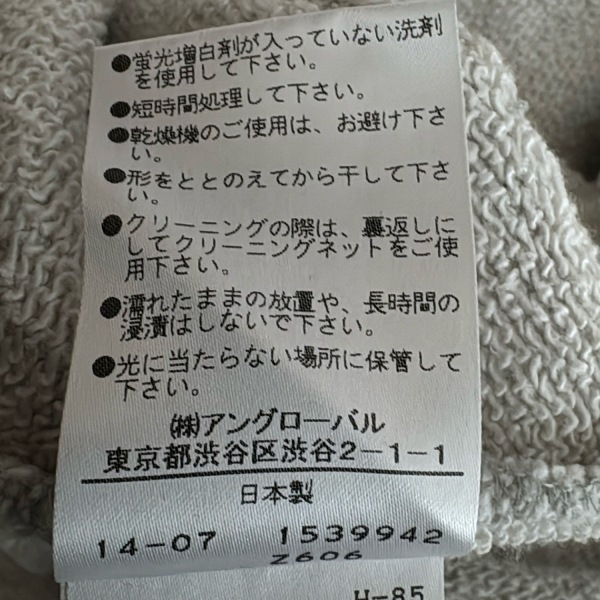 ●蛍光増白剤が入っていない洗剤
を使用して下さい。
●短時間処理して下さい。
●乾燥機のご使用は、お避け下さ
い。
●形をととのえてから干して下さ
い。
●クリーニングの際は、裏返しに
してクリーニングネットをご使
用下さい。
●濡れたままの放置や、長時間の
浸漬はしないで下さい。
●光に当たらない場所に保管して
下さい。
㈱アングローバル
東京都渋谷区渋谷2-1-1
日本製
14-07 1539942
Z606
H-85